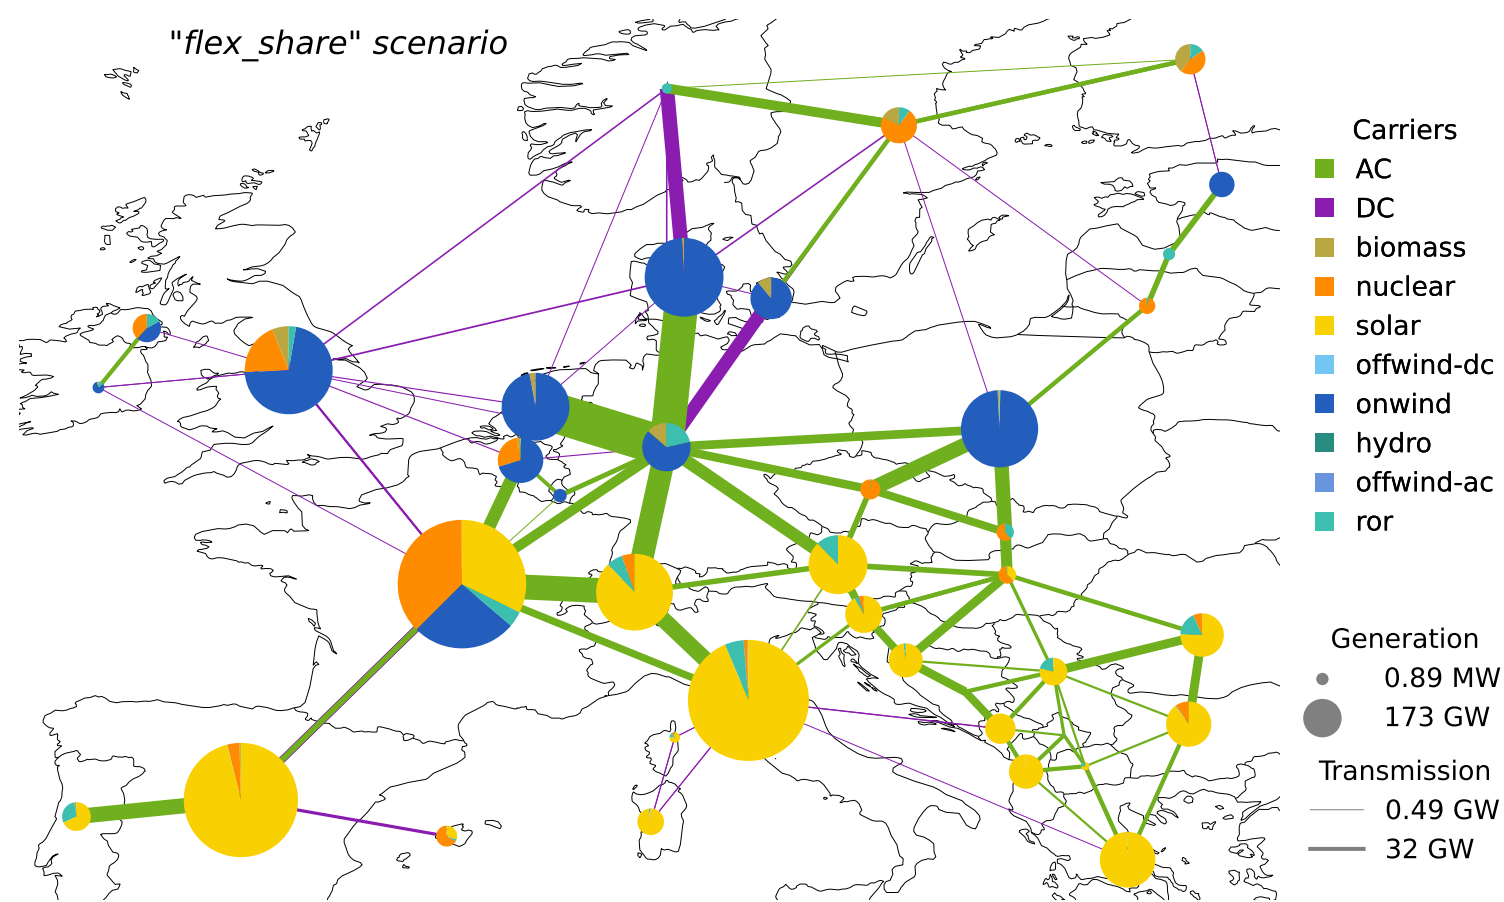 "flex_share" scenario
Carriers
AC
DC
biomass
nuclear
solar
offwind-dc
onwind
hydro
offwind-ac
ror
Generation
0.89 MW
173 GW
Transmission
0.49 GW
32 GW